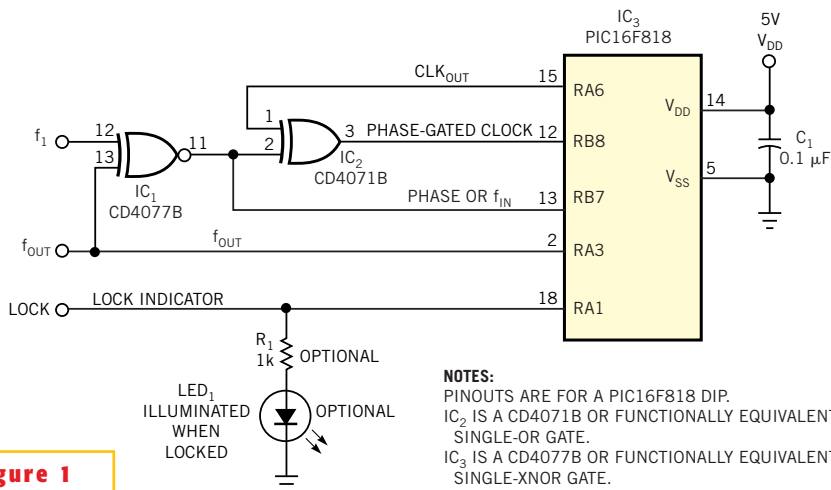 IC3
PIC16F818
5V
VDD
CLKOUT
15
RA6
14
VDD
f1
12
13
11
IC1
CD4077B
1
2
3
IC2
CD4071B
PHASE-GATED CLOCK
12
RB8
C1
0.1 μF
5
VSS
PHASE OR fIN
13
RB7
fOUT
fOUT
2
RA3
LOCK
LOCK INDICATOR
18
RA1
R1
1k
OPTIONAL
LED1
ILLUMINATED
WHEN
LOCKED
OPTIONAL
NOTES:
PINOUTS ARE FOR A PIC16F818 DIP.
IC2 IS A CD4071B OR FUNCTIONALLY EQUIVALENT
SINGLE-OR GATE.
IC3 IS A CD4077B OR FUNCTIONALLY EQUIVALENT
SINGLE-XNOR GATE.
gure 1